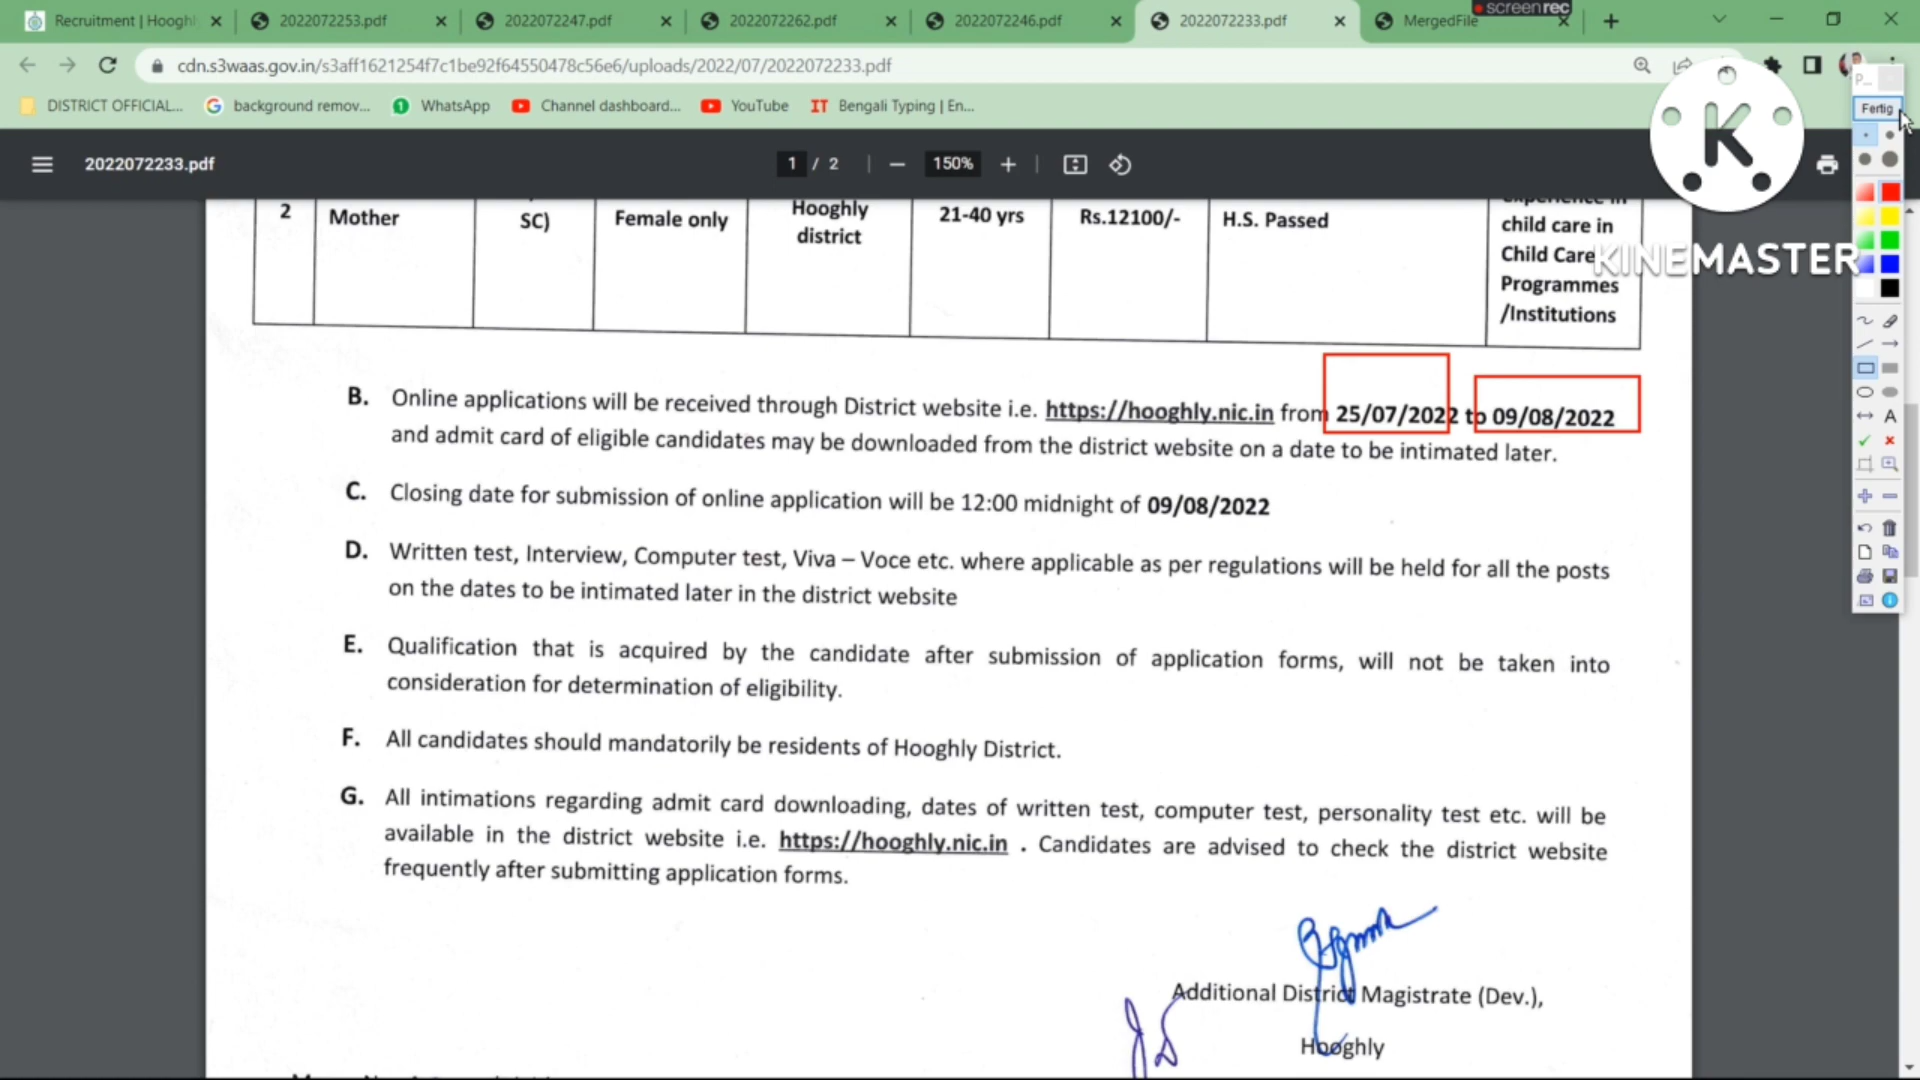 screenrec
Recruitment | Hooghly
2022072253.pdf
2022072247.pdf
2022072262.pdf
2022072246.pdf
2022072233.pdf
MergedFile
cdn.s3waas.gov.in/s3aff1621254f7c1be92f64550478c56e6/uploads/2022/07/2022072233.pdf
DISTRICT OFFICIAL...
background remov...
WhatsApp
Channel dashboard...
YouTube
Bengali Typing | En...
P...
Fertig
K
KINEMASTER
2022072233.pdf
1 / 2
150%
2 Mother SC) Female only Hooghly district 21-40 yrs Rs.12100/- H.S. Passed
experience in
child care in
Child Care
Programmes
/Institutions
B. Online applications will be received through District website i.e. https://hooghly.nic.in from 25/07/2022 to 09/08/2022
and admit card of eligible candidates may be downloaded from the district website on a date to be intimated later.
C. Closing date for submission of online application will be 12:00 midnight of 09/08/2022
D. Written test, Interview, Computer test, Viva – Voce etc. where applicable as per regulations will be held for all the posts
on the dates to be intimated later in the district website
E. Qualification that is acquired by the candidate after submission of application forms, will not be taken into
consideration for determination of eligibility.
F. All candidates should mandatorily be residents of Hooghly District.
G. All intimations regarding admit card downloading, dates of written test, computer test, personality test etc. will be
available in the district website i.e. https://hooghly.nic.in . Candidates are advised to check the district website
frequently after submitting application forms.
Additional District Magistrate (Dev.),
Hooghly